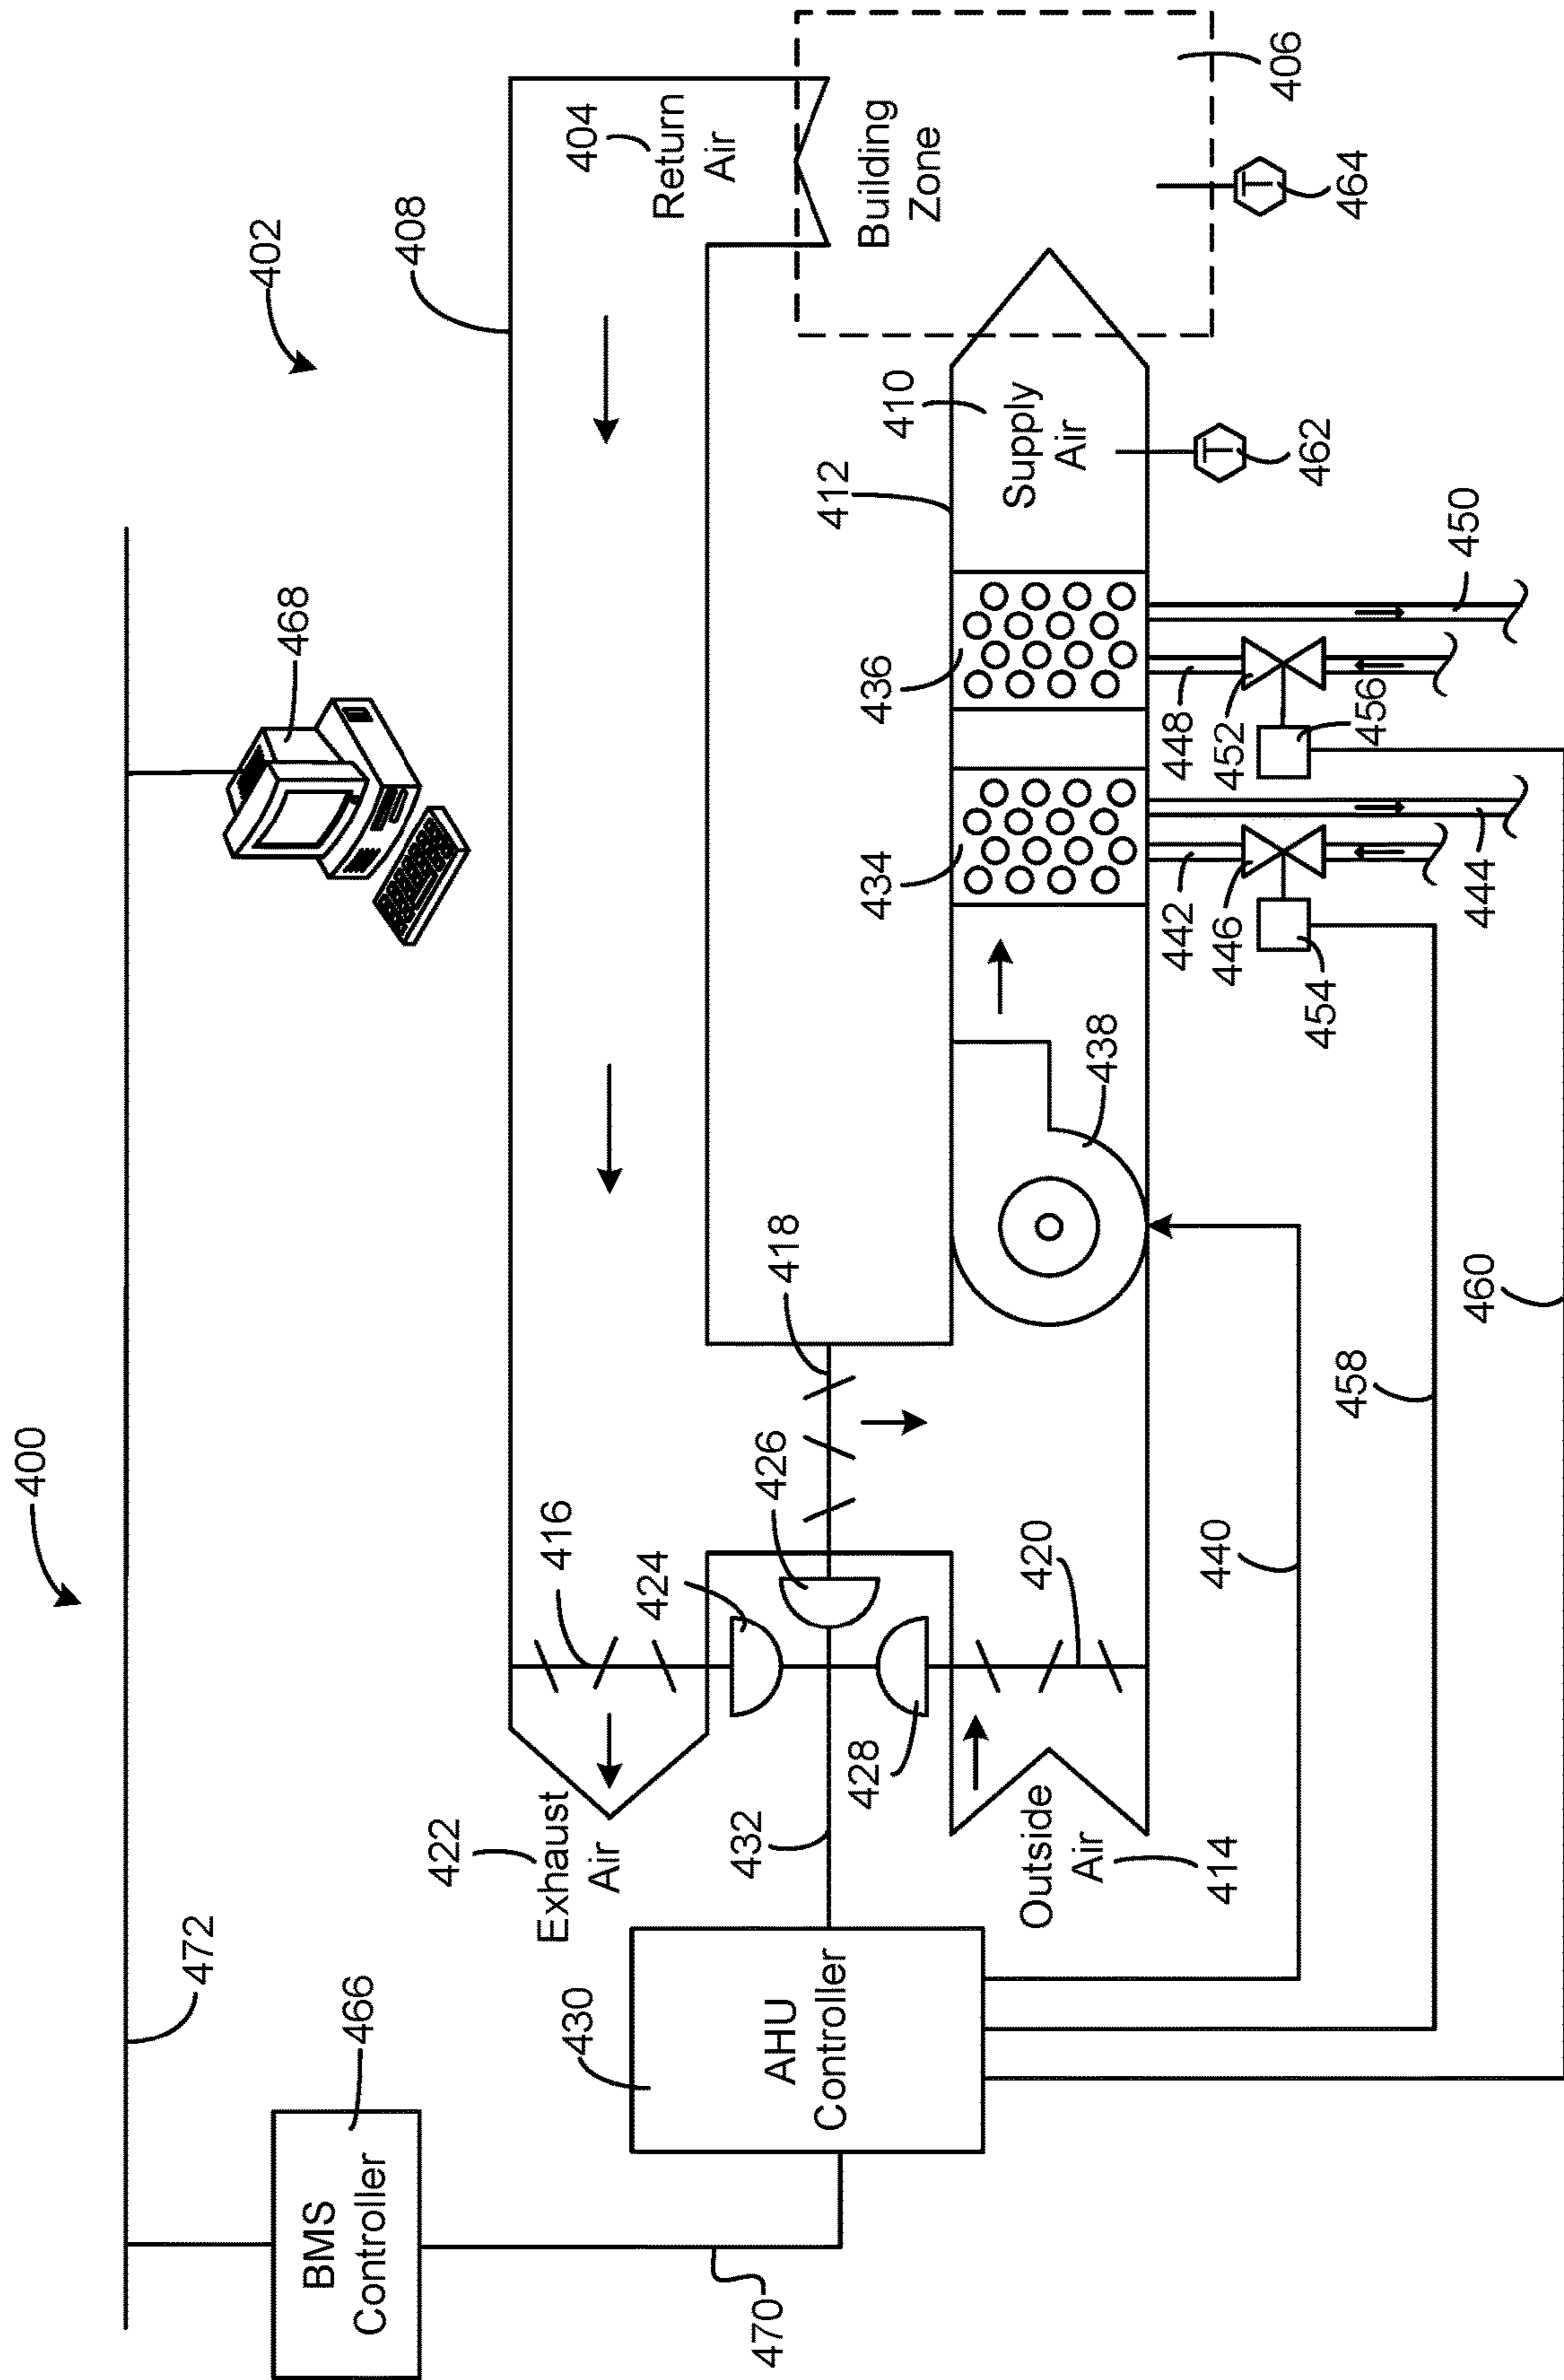 400
472
BMS
Controller
466
468
402
470
408
404
Return
Air
422
Exhaust
Air
416
424
426
418
Building
Zone
406
AHU
Controller
430
432
428
412
410
Supply
Air
434
436
438
Outside
Air
414
420
440
442
446
454
444
448
452
456
450
T
462
T
464
458
460